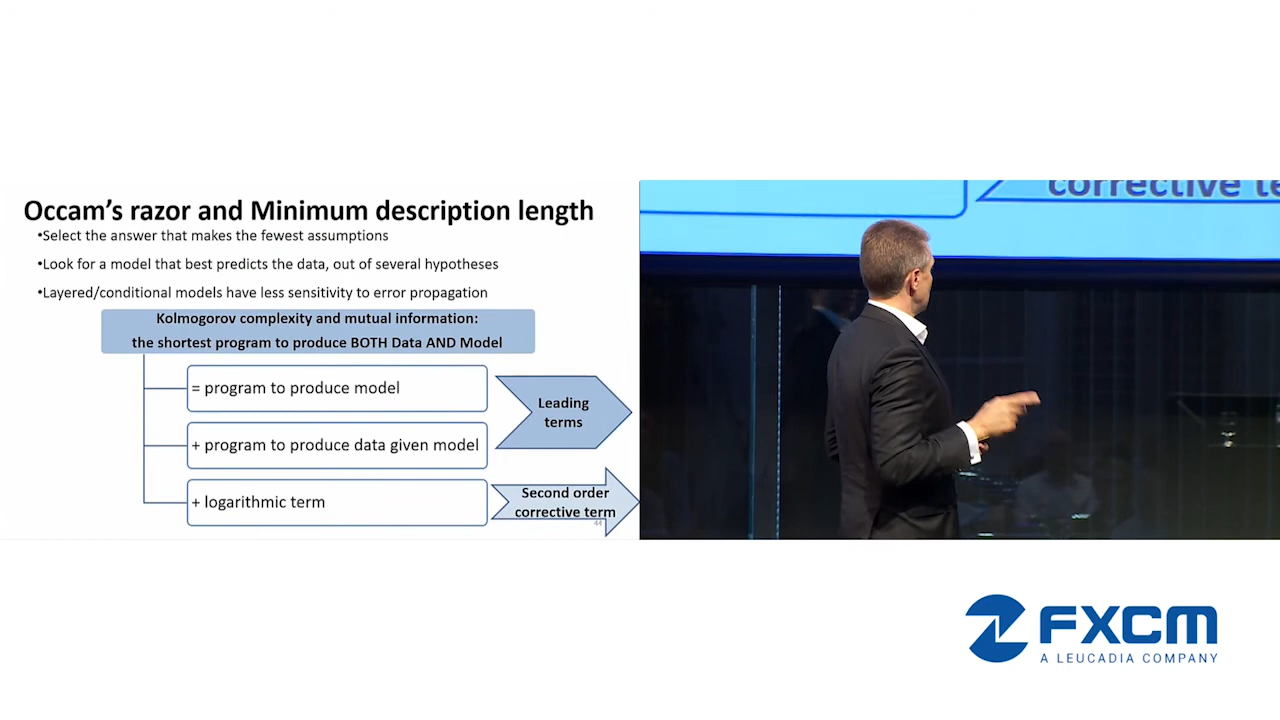 Occam’s razor and Minimum description length
•Select the answer that makes the fewest assumptions
•Look for a model that best predicts the data, out of several hypotheses
•Layered/conditional models have less sensitivity to error propagation
Kolmogorov complexity and mutual information:
the shortest program to produce BOTH Data AND Model
= program to produce model
+ program to produce data given model
+ logarithmic term
Leading
terms
Second order
corrective term
44
corrective te
FXCM
A LEUCADIA COMPANY